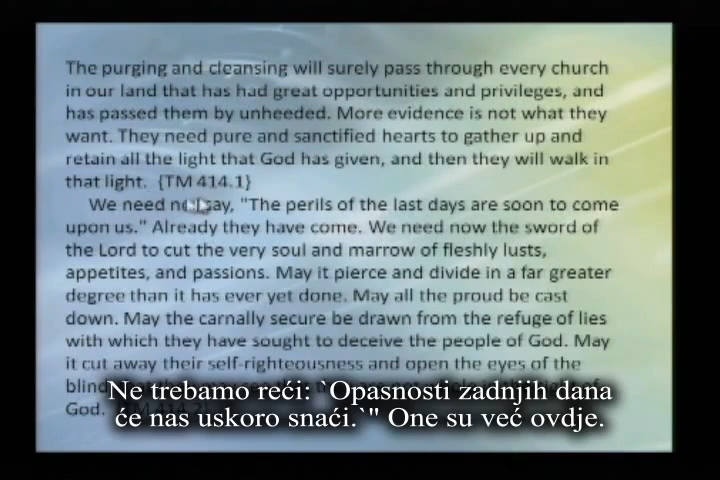 The purging and cleansing will surely pass through every church
in our land that has had great opportunities and privileges, and
has passed them by unheeded. More evidence is not what they
want. They need pure and sanctified hearts to gather up and
retain all the light that God has given, and then they will walk in
that light. {TM 414.1}
We need not say, "The perils of the last days are soon to come
upon us." Already they have come. We need now the sword of
the Lord to cut the very soul and marrow of fleshly lusts,
appetites, and passions. May it pierce and divide in a far greater
degree than it has ever yet done. May all the proud be cast
down. May the carnally secure be drawn from the refuge of lies
with which they have sought to deceive the people of God. May
it cut away their self-righteousness and open the eyes of the
blind
God.
Ne trebamo reći: `Opasnosti zadnjih dana
će nas uskoro snaći.`" One su već ovdje.